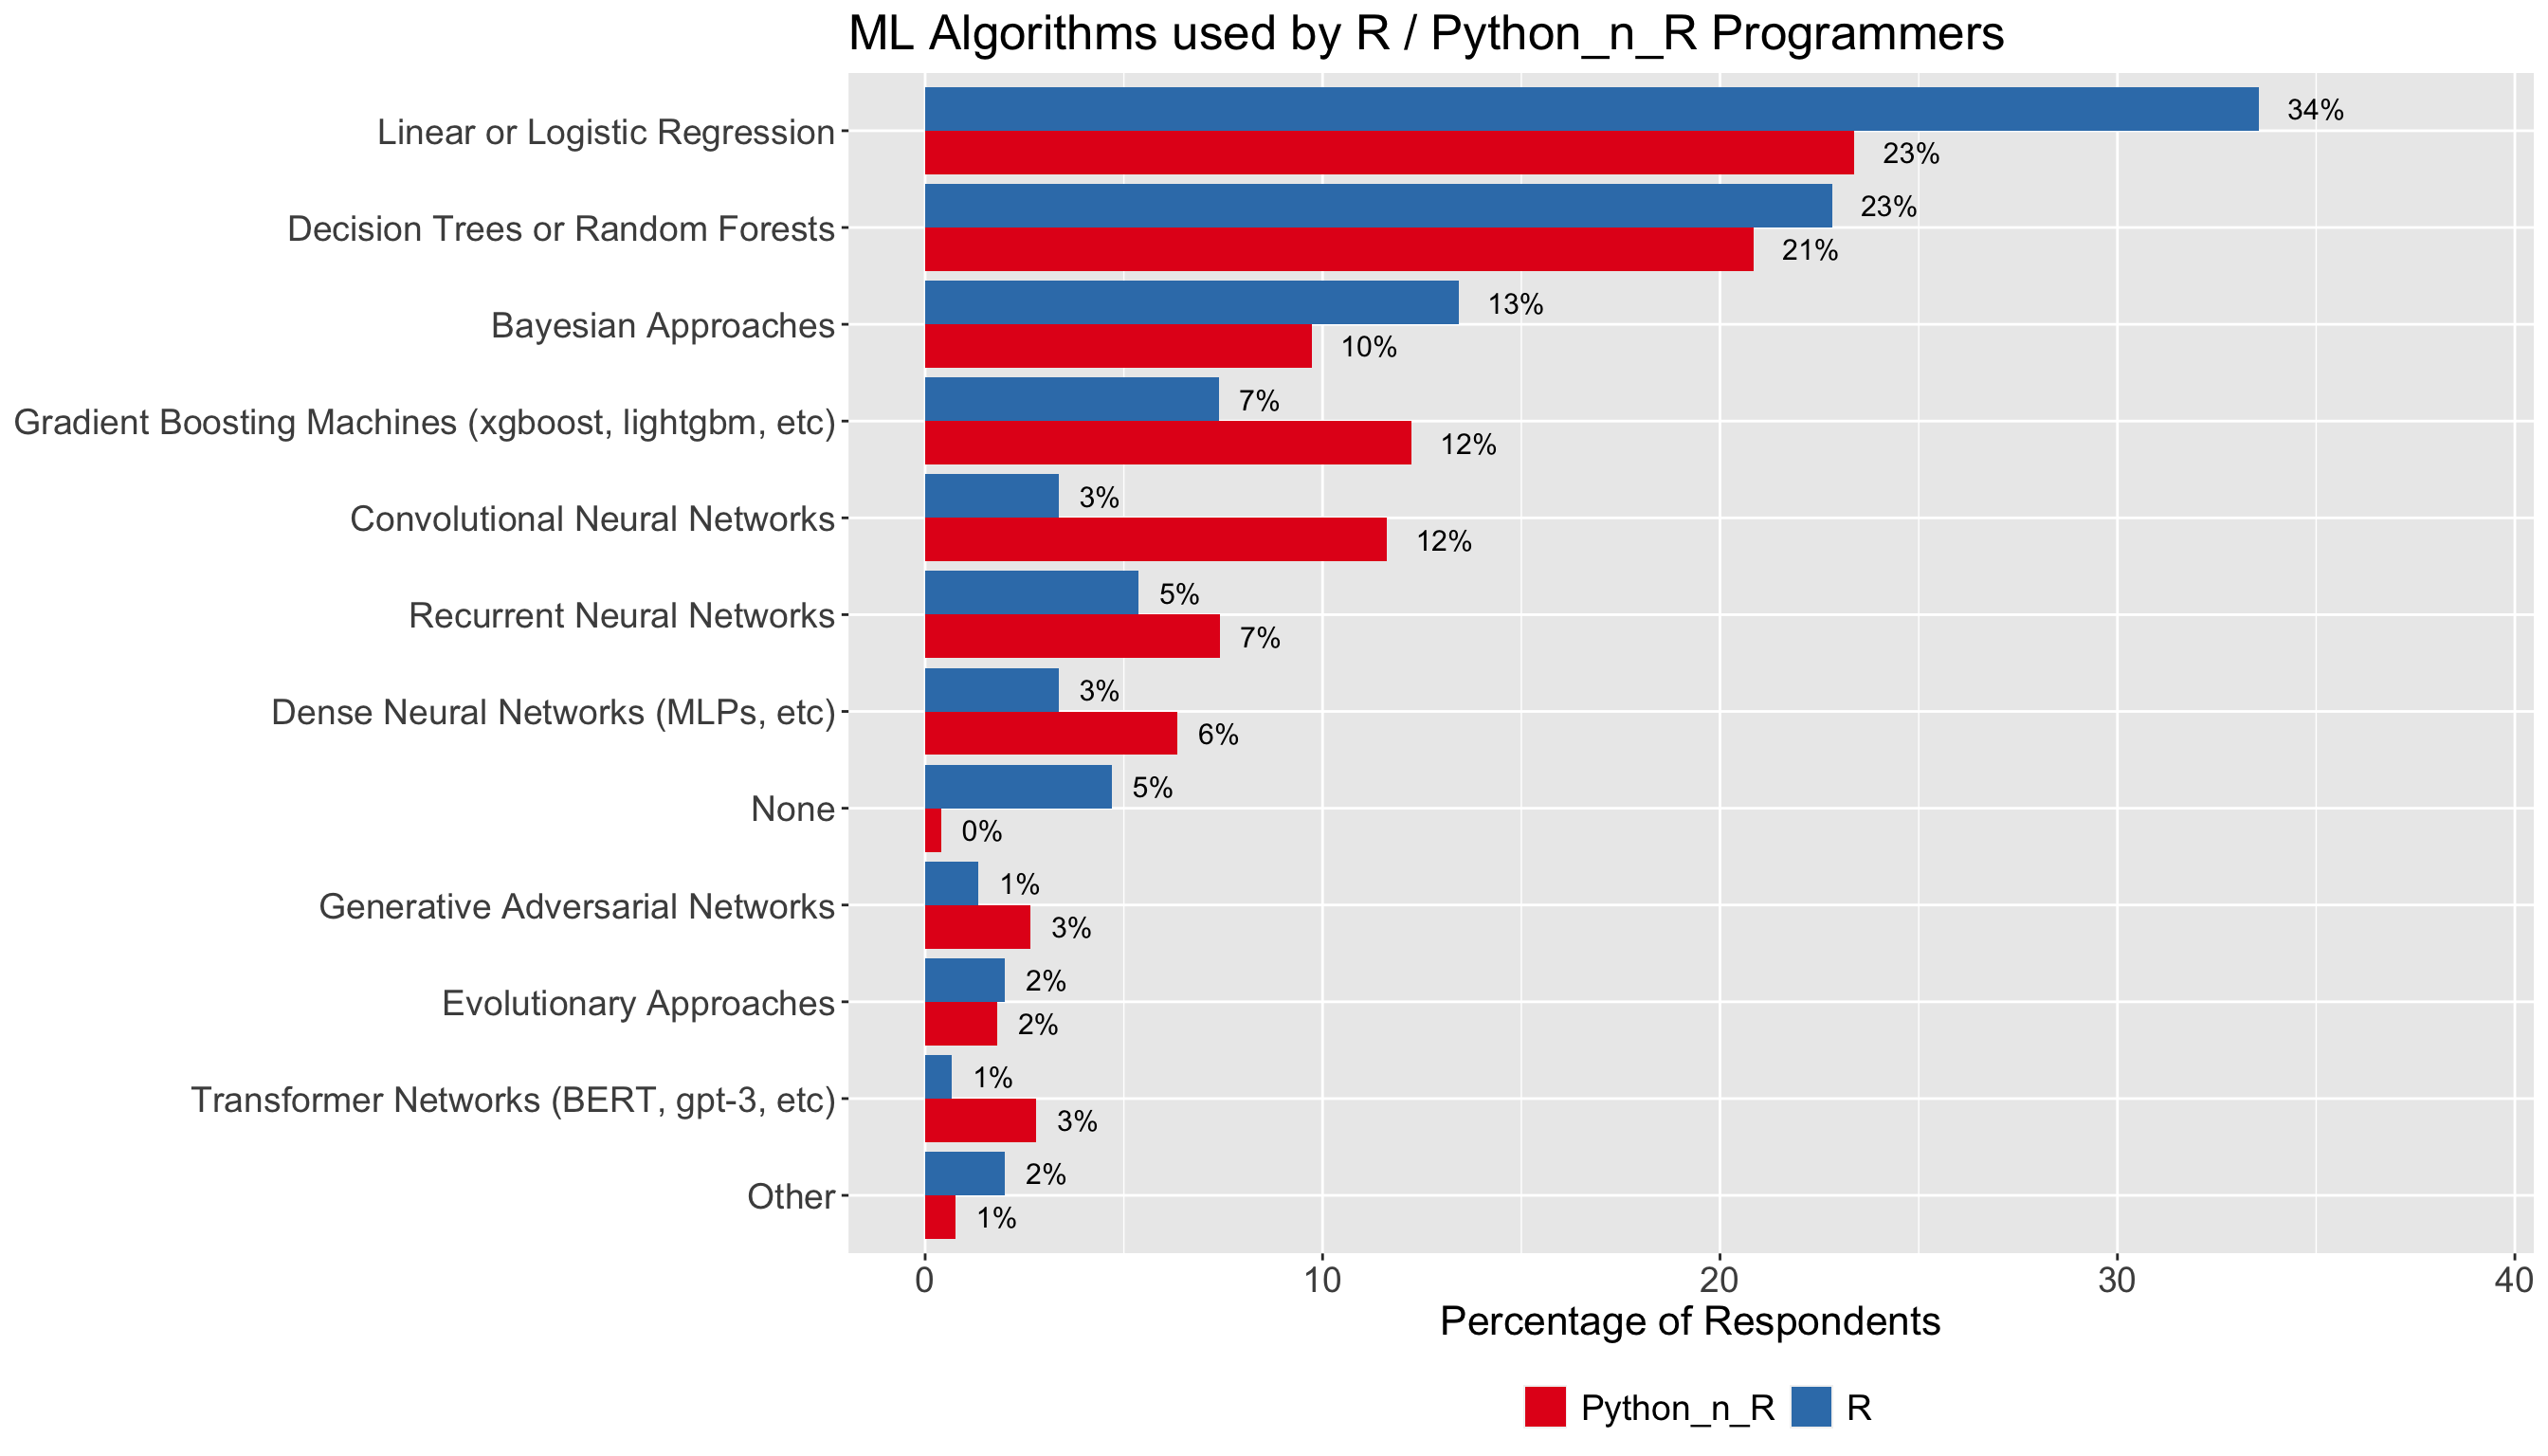 ML Algorithms used by R / Python_n_R Programmers
Linear or Logistic Regression
34%
23%
Decision Trees or Random Forests
23%
21%
Bayesian Approaches
13%
10%
Gradient Boosting Machines (xgboost, lightgbm, etc)
7%
12%
Convolutional Neural Networks
3%
12%
Recurrent Neural Networks
5%
7%
Dense Neural Networks (MLPs, etc)
3%
6%
None
5%
0%
Generative Adversarial Networks
1%
3%
Evolutionary Approaches
2%
2%
Transformer Networks (BERT, gpt-3, etc)
1%
3%
Other
2%
1%
0 10 20 30 40
Percentage of Respondents
Python_n_R R